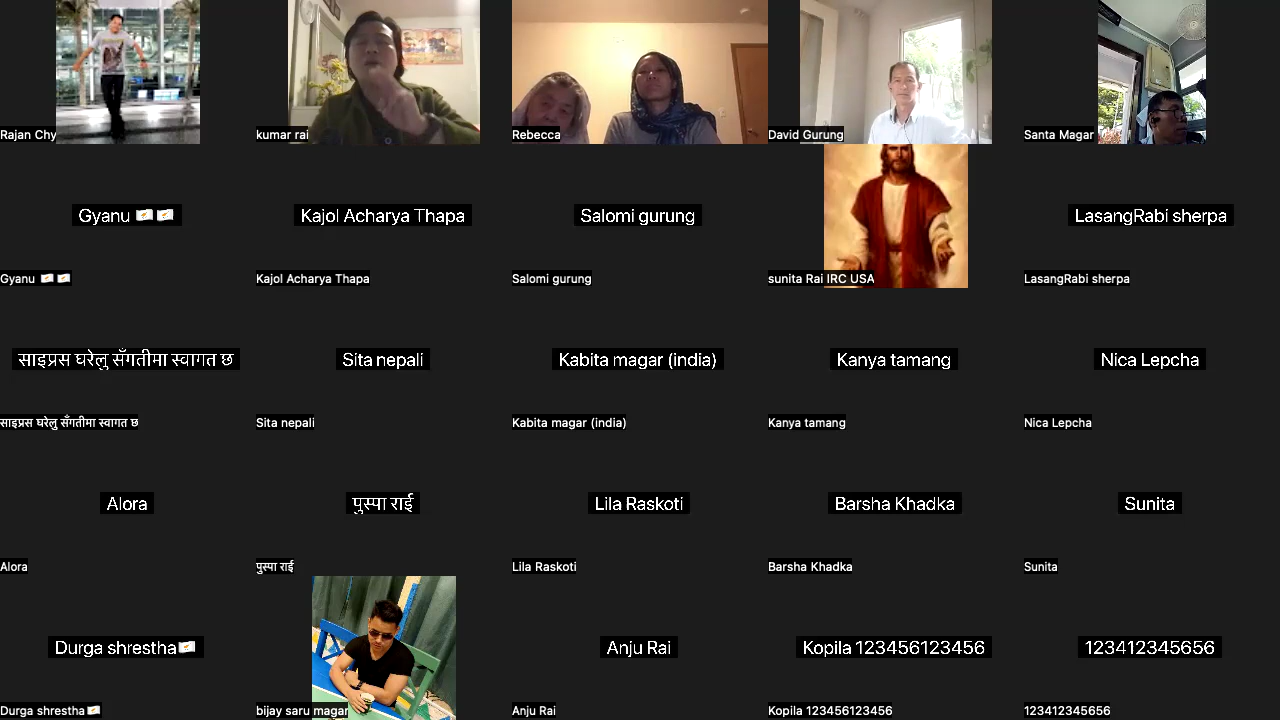 Rajan Chy
kumar rai
Rebecca
David Gurung
Santa Magar
Gyanu
Kajol Acharya Thapa
Salomi gurung
LasangRabi sherpa
Gyanu
Kajol Acharya Thapa
Salomi gurung
sunita Rai IRC USA
LasangRabi sherpa
साइप्रस घरेलु सँगतीमा स्वागत छ
Sita nepali
Kabita magar (india)
Kanya tamang
Nica Lepcha
साइप्रस घरेलु सँगतीमा स्वागत छ
Sita nepali
Kabita magar (india)
Kanya tamang
Nica Lepcha
Alora
पुस्पा राई
Lila Raskoti
Barsha Khadka
Sunita
Alora
पुस्पा राई
Lila Raskoti
Barsha Khadka
Sunita
Durga shrestha
Anju Rai
Kopila 123456123456
123412345656
Durga shrestha
bijay saru magar
Anju Rai
Kopila 123456123456
123412345656